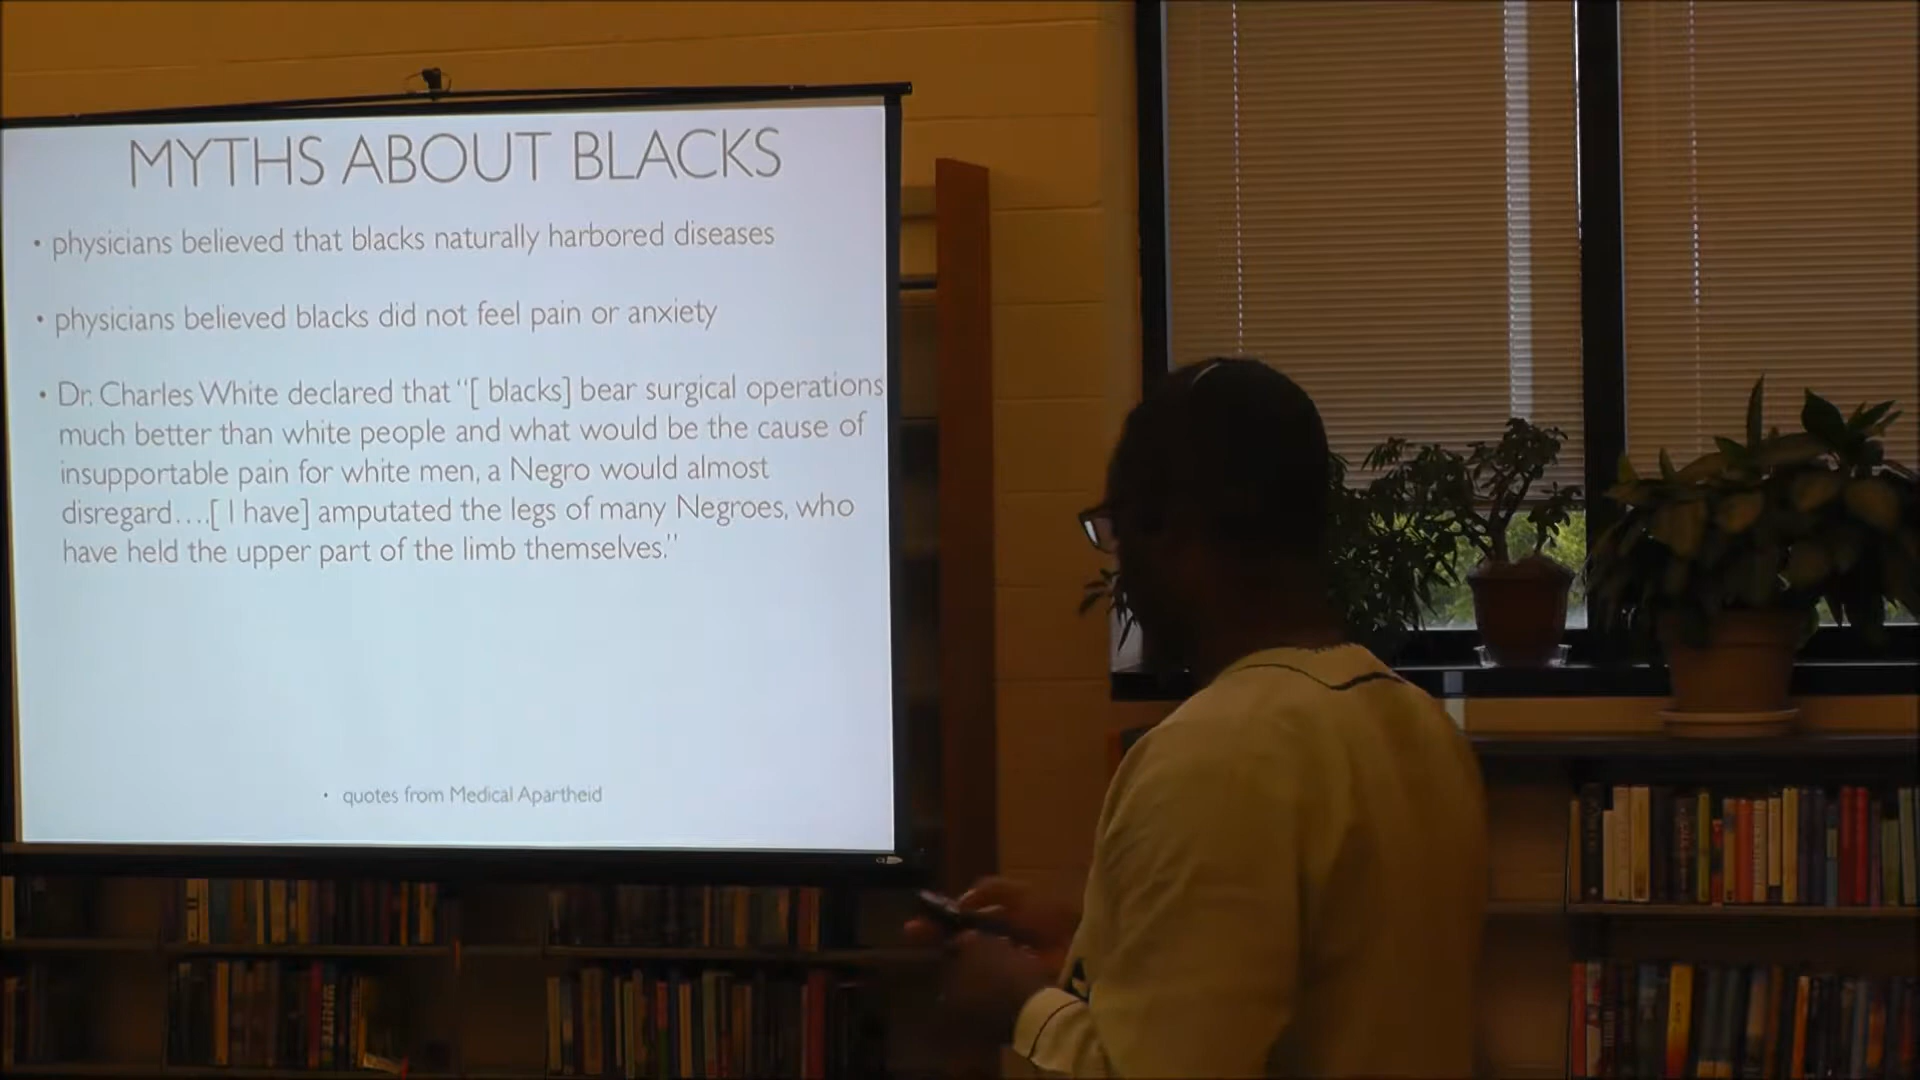 MYTHS ABOUT BLACKS
• physicians believed that blacks naturally harbored diseases
• physicians believed blacks did not feel pain or anxiety
• Dr. Charles White declared that “[ blacks] bear surgical operations
much better than white people and what would be the cause of
insupportable pain for white men, a Negro would almost
disregard….[ I have] amputated the legs of many Negroes, who
have held the upper part of the limb themselves.”
• quotes from Medical Apartheid